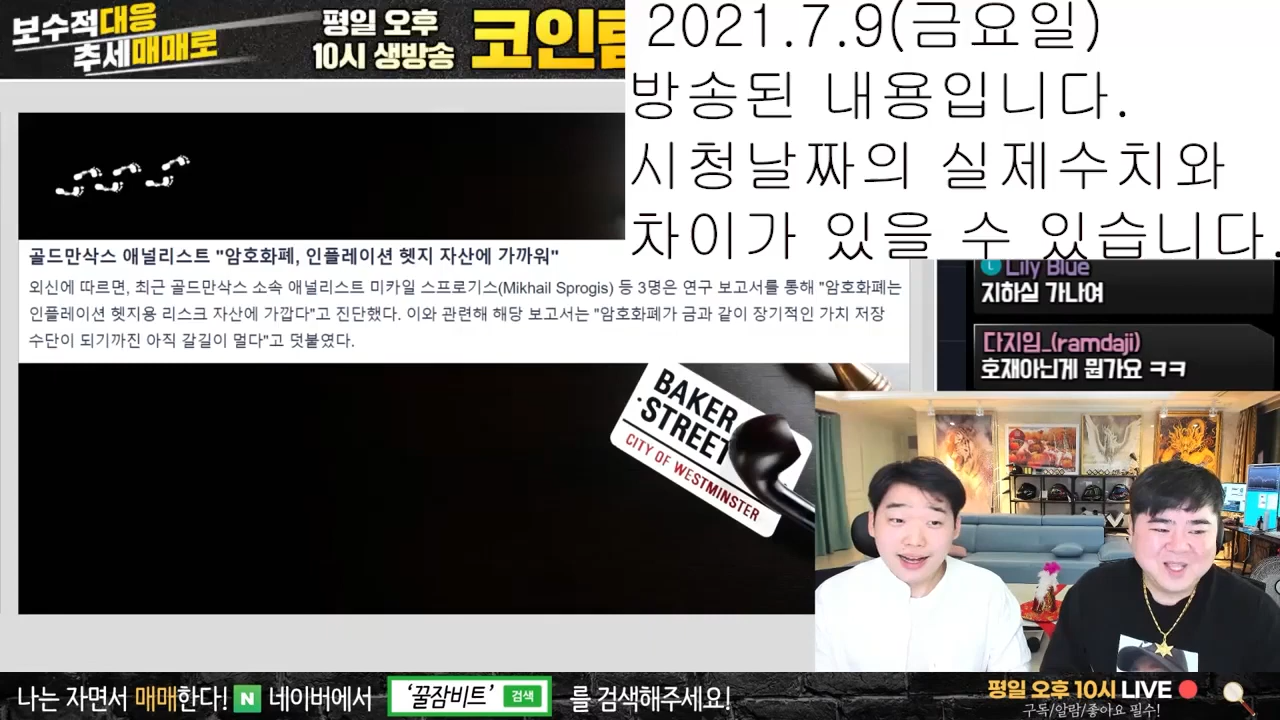 보수적대응
추세매매로
평일 오후
10시 생방송
코인
2021.7.9(금요일)
방송된 내용입니다.
시청날짜의 실제수치와
차이가 있을 수 있습니다.
골드만삭스 애널리스트 "암호화폐, 인플레이션 헷지 자산에 가까워"
외신에 따르면, 최근 골드만삭스 소속 애널리스트 미카일 스프로기스(Mikhail Sprogis) 등 3명은 연구 보고서를 통해 "암호화폐는
인플레이션 헷지용 리스크 자산에 가깝다"고 진단했다. 이와 관련해 해당 보고서는 "암호화폐가 금과 같이 장기적인 가치 저장
수단이 되기까진 아직 갈길이 멀다"고 덧붙였다.
L Lily Blue
지하실 가나여
다지임_(ramdaji)
호재아닌게 뭔가요 ㅋㅋ
BAKER
STREET
CITY OF WESTMINSTER
나는 자면서 매매한다! N 네이버에서 '꿀잠비트' 검색 를 검색해주세요!
평일 오후 10시 LIVE
구독/알람/좋아요 필수!